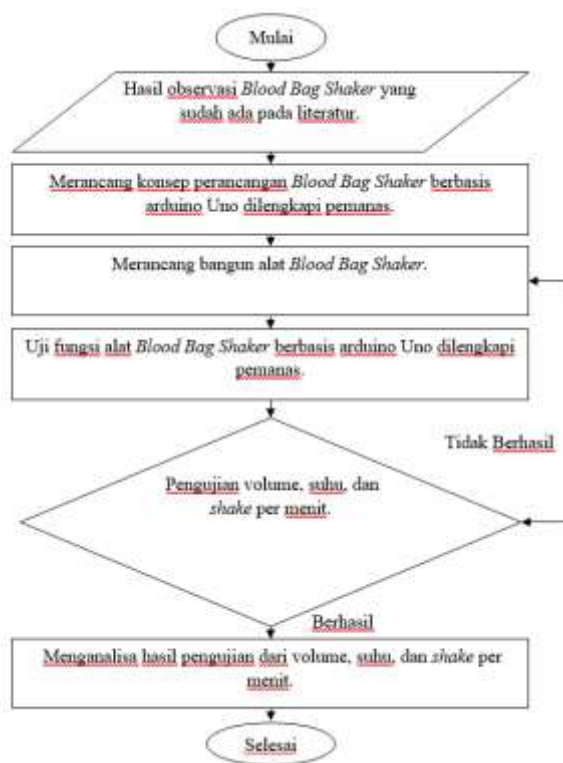 Mulai
Hasil observasi Blood Bag Shaker yang
sudah ada pada literatur.
Merancang konsep perancangan Blood Bag Shaker berbasis
arduino Uno dilengkapi pemanas.
Merancang bangun alat Blood Bag Shaker.
Uji fungsi alat Blood Bag Shaker berbasis arduino Uno dilengkapi
pemanas.
Tidak Berhasil
Pengujian volume, suhu, dan
shake per menit.
Berhasil
Menganalisa hasil pengujian dari volume, suhu, dan shake per
menit.
Selesai